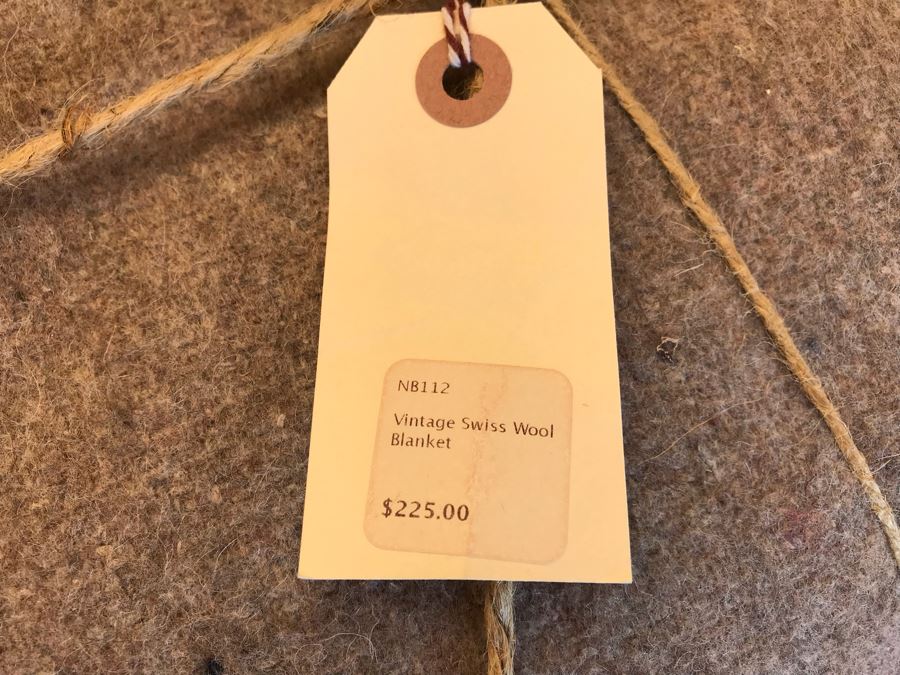 NB112
Vintage Swiss Wool
Blanket
$225.00